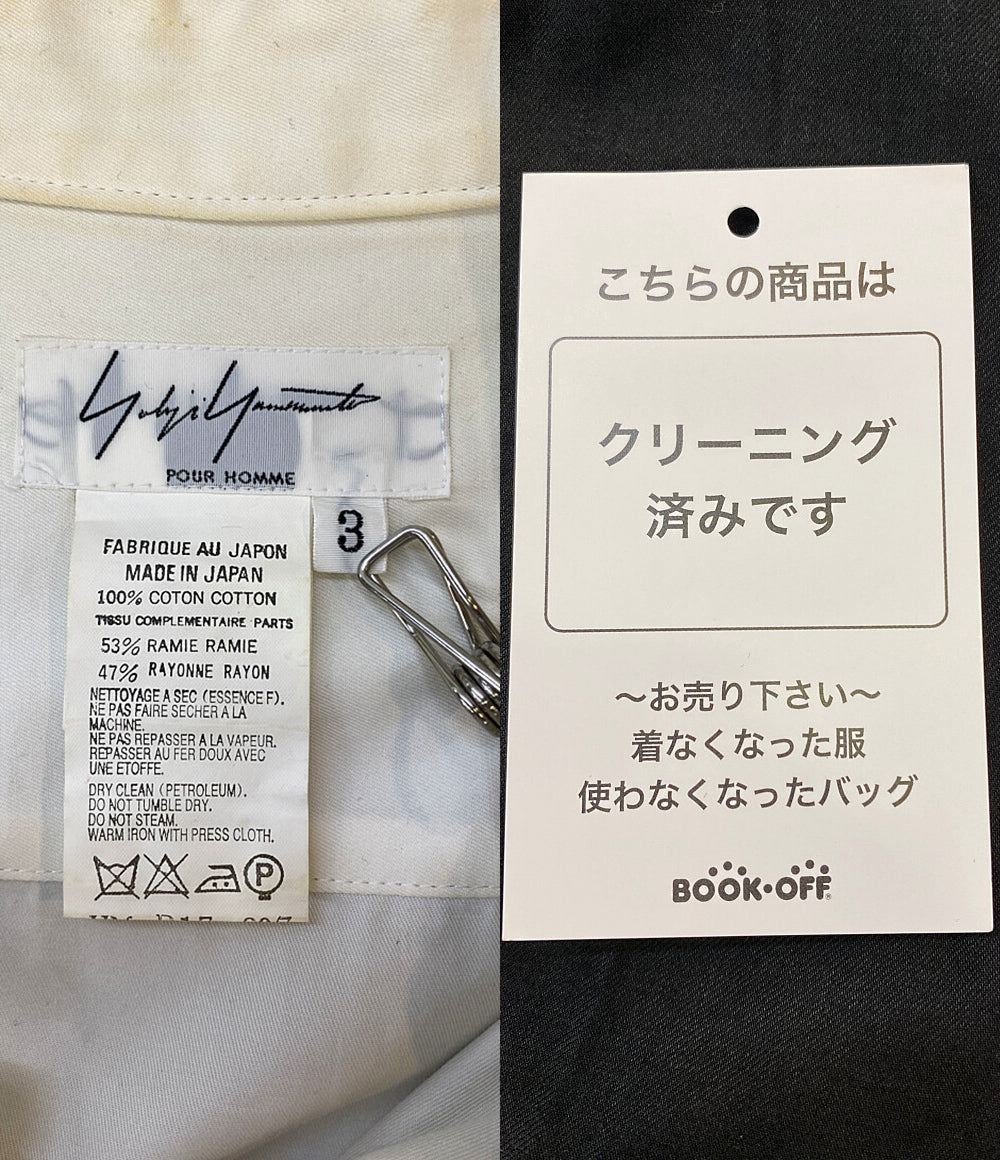 Yohji Yamamoto
POUR HOMME
3
FABRIQUE AU JAPON
MADE IN JAPAN
100% COTON COTTON
TISSU COMPLEMENTAIRE PARTS
53% RAMIE RAMIE
47% RAYONNE RAYON
NETTOYAGE A SEC (ESSENCE F).
NE PAS FAIRE SECHER A LA
MACHINE.
NE PAS REPASSER A LA VAPEUR.
REPASSER AU FER DOUX AVEC
UNE ETOFFE.
DRY CLEAN (PETROLEUM).
DO NOT TUMBLE DRY.
DO NOT STEAM.
WARM IRON WITH PRESS CLOTH.
P
こちらの商品は
クリーニング
済みです
〜お売り下さい〜
着なくなった服
使わなくなったバッグ
BOOK・OFF